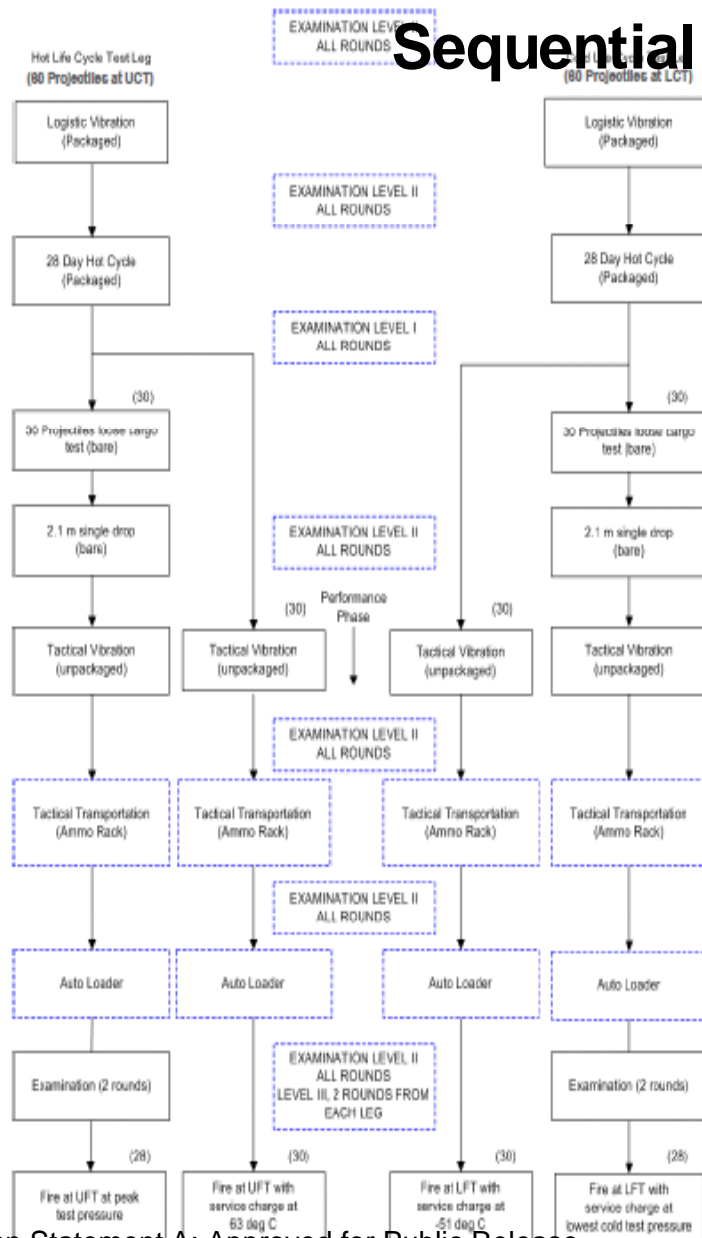 Sequential
EXAMINATION LEVEL II
ALL ROUNDS
Hot Life Cycle Test Leg
(60 Projectiles at UCT)
(60 Projectiles at LCT)
Logistic Vibration
(Packaged)
Logistic Vibration
(Packaged)
EXAMINATION LEVEL II
ALL ROUNDS
28 Day Hot Cycle
(Packaged)
28 Day Hot Cycle
(Packaged)
EXAMINATION LEVEL I
ALL ROUNDS
(30)
(30)
30 Projectiles loose cargo
test (bare)
30 Projectiles loose cargo
test (bare)
2.1 m single drop
(bare)
EXAMINATION LEVEL II
ALL ROUNDS
2.1 m single drop
(bare)
(30)
Performance
Phase
(30)
Tactical Vibration
(unpackaged)
Tactical Vibration
(unpackaged)
Tactical Vibration
(unpackaged)
Tactical Vibration
(unpackaged)
EXAMINATION LEVEL II
ALL ROUNDS
Tactical Transportation
(Ammo Rack)
Tactical Transportation
(Ammo Rack)
Tactical Transportation
(Ammo Rack)
Tactical Transportation
(Ammo Rack)
EXAMINATION LEVEL II
ALL ROUNDS
Auto Loader
Auto Loader
Auto Loader
Auto Loader
Examination (2 rounds)
EXAMINATION LEVEL II
ALL ROUNDS
LEVEL III, 2 ROUNDS FROM
EACH LEG
Examination (2 rounds)
(28)
(30)
(30)
(28)
Fire at UFT at peak
test pressure
Fire at UFT with
service charge at
63 deg C
Fire at LFT with
service charge at
-51 deg C
Fire at LFT with
service charge at
lowest cold test pressure
on Statement A: Approved for Public Release